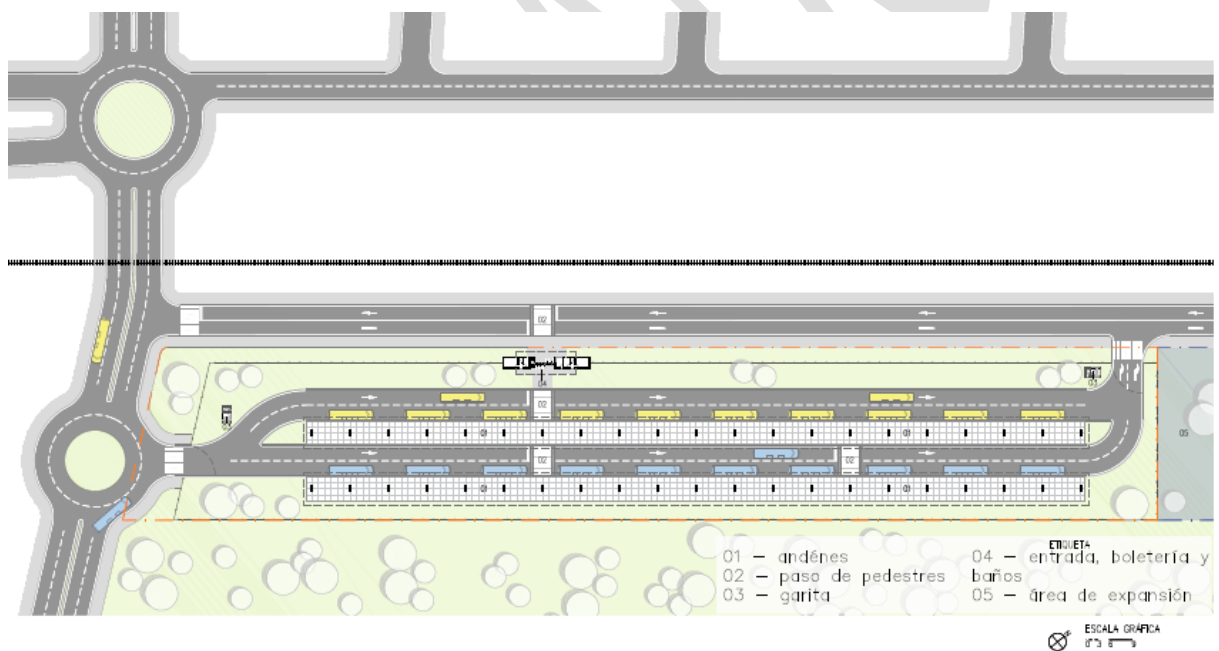 02
04
03
02
01
01
05
02
02
01
01
ETIQUETA
01 – andénes
02 – paso de pedestres
03 – garita
04 – entrada, boletería y
baños
05 – área de expansión
ESCALA GRÁFICA